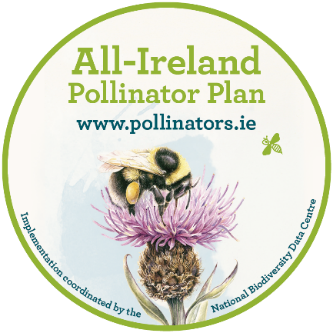 All-Ireland
Pollinator Plan
www.pollinators.ie
Implementation coordinated by the
National Biodiversity Data Centre